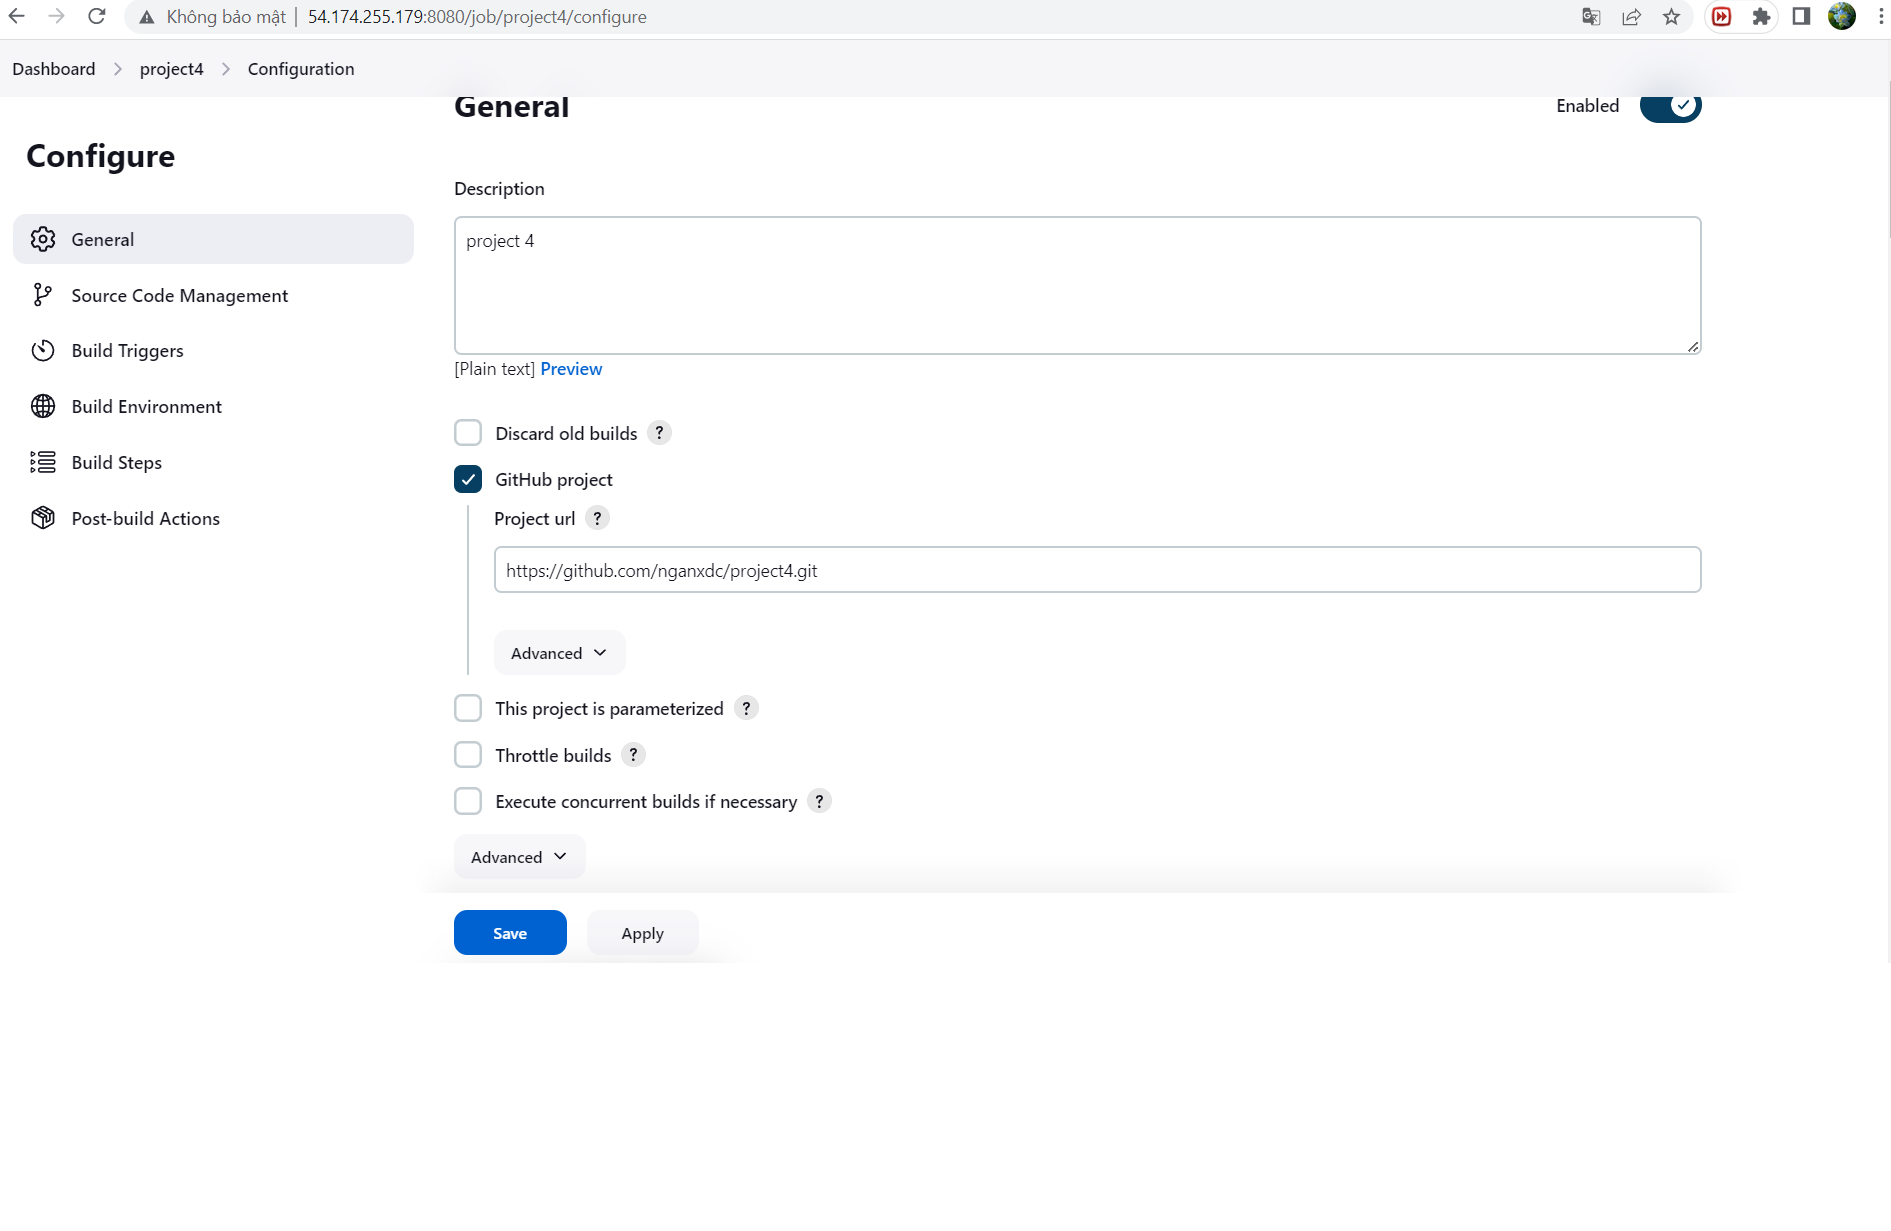 Không bảo mật | 54.174.255.179:8080/job/project4/configure
Dashboard > project4 > Configuration
General
Enabled
Configure
General
Source Code Management
Build Triggers
Build Environment
Build Steps
Post-build Actions
Description
project 4
[Plain text] Preview
Discard old builds ?
GitHub project
Project url ?
https://github.com/nganxdc/project4.git
Advanced
This project is parameterized ?
Throttle builds ?
Execute concurrent builds if necessary ?
Advanced
Save
Apply